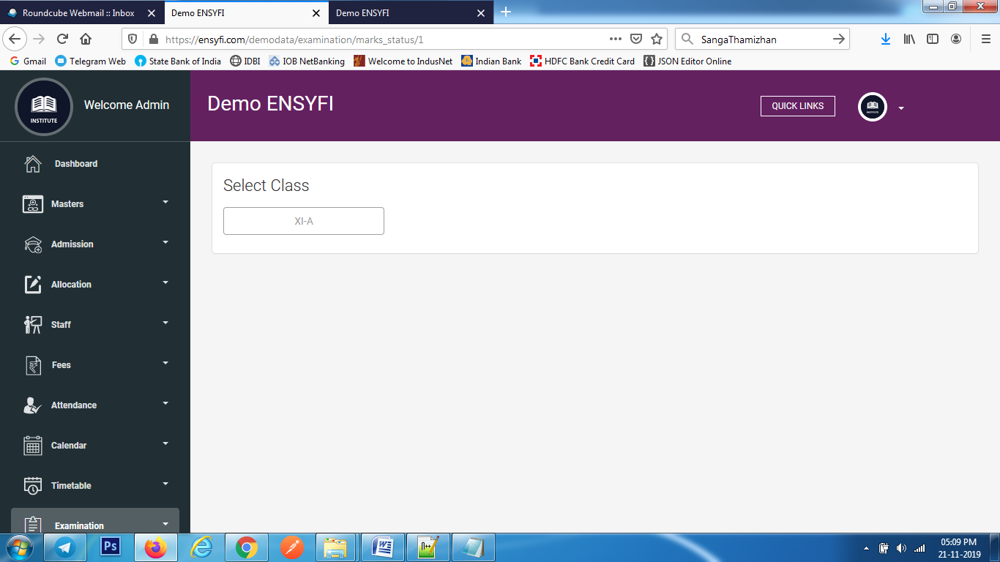 Roundcube Webmail :: Inbox
Demo ENSYFI
Demo ENSYFI
https://ensyfi.com/demodata/examination/marks_status/1
SangaThamizhan
Gmail
Telegram Web
State Bank of India
IDBI
IOB NetBanking
Welcome to IndusNet
Indian Bank
HDFC Bank Credit Card
JSON Editor Online
INSTITUTE
Welcome Admin
Demo ENSYFI
QUICK LINKS
INSTITUTE
Dashboard
Masters
Admission
Allocation
Staff
Fees
Attendance
Calendar
Timetable
Examination
Select Class
XI-A
Ps
05:09 PM
21-11-2019